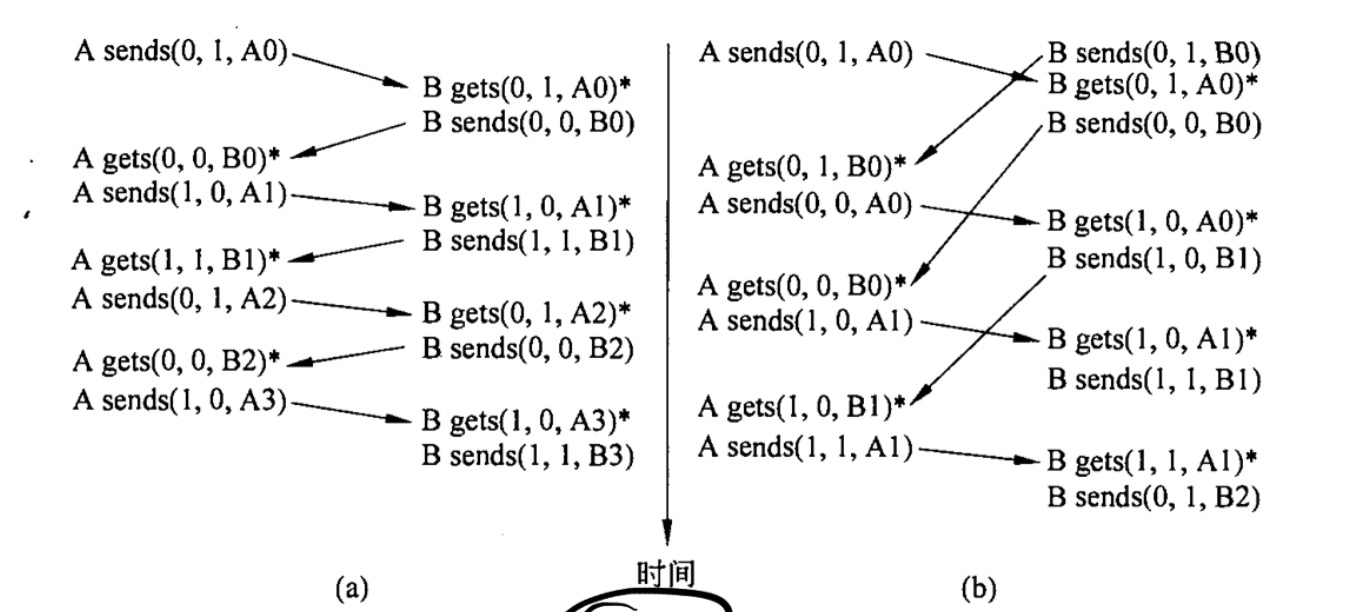 A sends(0, 1, A0)
B gets(0, 1, A0)*
B sends(0, 0, B0)
A gets(0, 0, B0)*
A sends(1, 0, A1)
B gets(1, 0, A1)*
B sends(1, 1, B1)
A gets(1, 1, B1)*
A sends(0, 1, A2)
B gets(0, 1, A2)*
B sends(0, 0, B2)
A gets(0, 0, B2)*
A sends(1, 0, A3)
B gets(1, 0, A3)*
B sends(1, 1, B3)
(a)
时间
A sends(0, 1, A0)
B sends(0, 1, B0)
B gets(0, 1, A0)*
B sends(0, 0, B0)
A gets(0, 1, B0)*
A sends(0, 0, A0)
B gets(1, 0, A0)*
B sends(1, 0, B1)
A gets(0, 0, B0)*
A sends(1, 0, A1)
B gets(1, 0, A1)*
B sends(1, 1, B1)
A gets(1, 0, B1)*
A sends(1, 1, A1)
B gets(1, 1, A1)*
B sends(0, 1, B2)
(b)